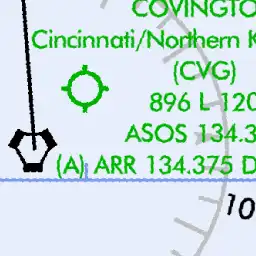 COVINGTO
Cincinnati/Northern K
(CVG)
896 L 120
ASOS 134.3
(A) ARR 134.375 D
10